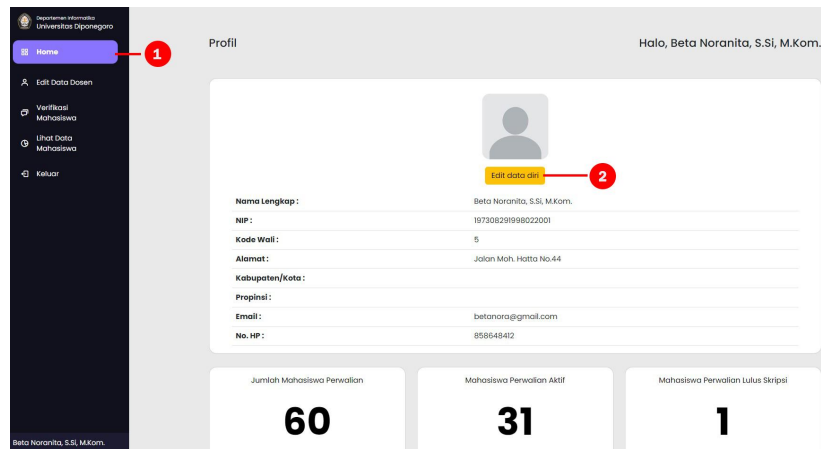 Departemen Informatika
Universitas Diponegoro
Home
1
Edit Data Dosen
Verifikasi
Mahasiswa
Lihat Data
Mahasiswa
Keluar
Beta Noranita, S.Si, M.Kom.
Profil
Halo, Beta Noranita, S.Si, M.Kom.
Edit data diri
2
Nama Lengkap : Beta Noranita, S.Si, M.Kom.
NIP : 197308291998022001
Kode Wali : 5
Alamat : Jalan Moh. Hatta No.44
Kabupaten/Kota :
Propinsi :
Email : betanora@gmail.com
No. HP : 858648412
Jumlah Mahasiswa Perwalian
60
Mahasiswa Perwalian Aktif
31
Mahasiswa Perwalian Lulus Skripsi
1